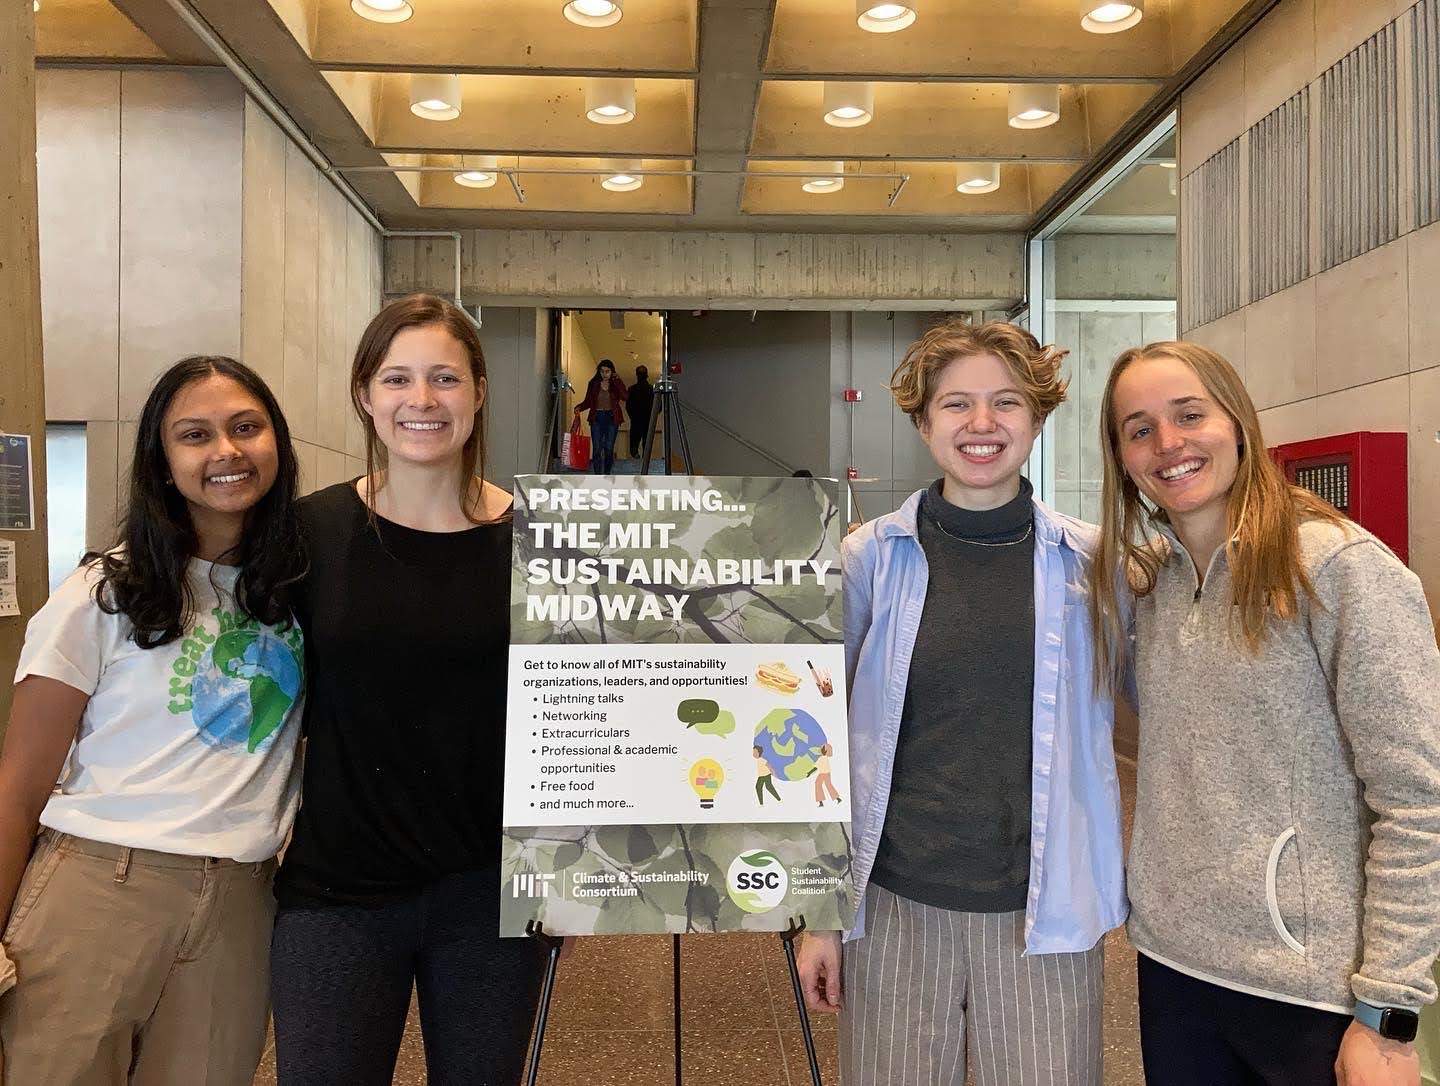 PRESENTING...
THE MIT
SUSTAINABILITY
MIDWAY
Get to know all of MIT's sustainability
organizations, leaders, and opportunities!
• Lightning talks
• Networking
• Extracurriculars
• Professional & academic
opportunities
• Free food
• and much more...
MIT
Climate & Sustainability
Consortium
SSC
Student
Sustainability
Coalition
treat h
rts